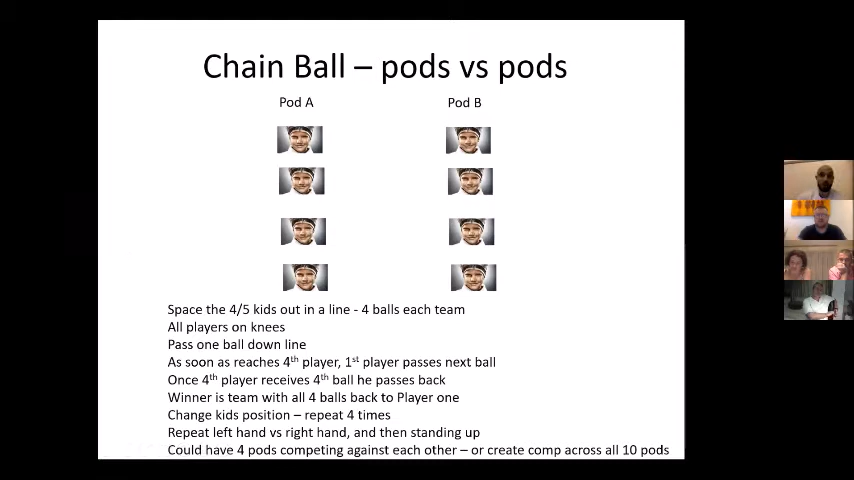 Chain Ball – pods vs pods
Pod A Pod B
Space the 4/5 kids out in a line - 4 balls each team
All players on knees
Pass one ball down line
As soon as reaches 4th player, 1st player passes next ball
Once 4th player receives 4th ball he passes back
Winner is team with all 4 balls back to Player one
Change kids position – repeat 4 times
Repeat left hand vs right hand, and then standing up
Could have 4 pods competing against each other – or create comp across all 10 pods